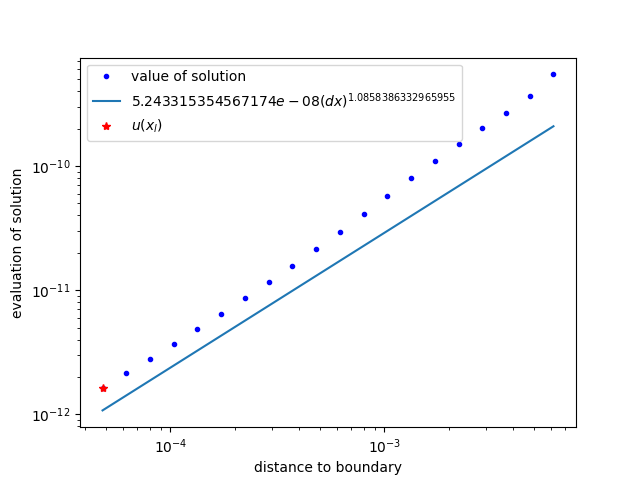 value of solution
5.243315354567174e − 08(dx)^1.0858386332965955
u(x_l)
evaluation of solution
10^−10
10^−11
10^−12
10^−4
10^−3
distance to boundary